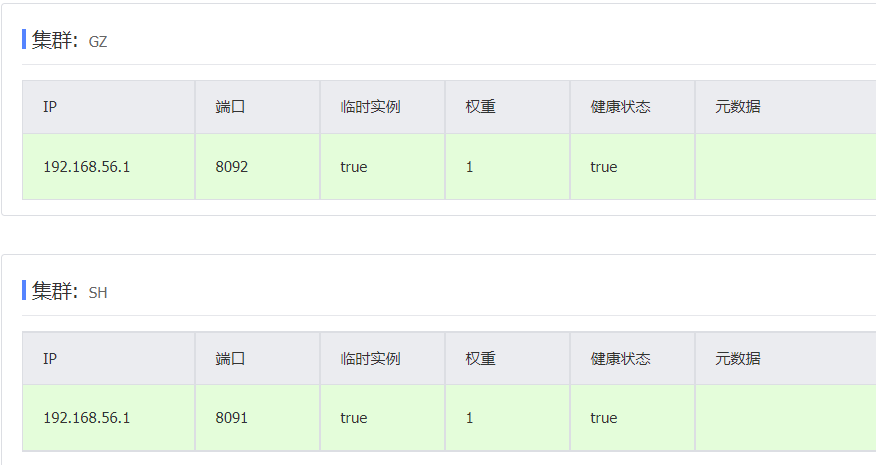 集群: GZ
IP 端口 临时实例 权重 健康状态 元数据
192.168.56.1 8092 true 1 true
集群: SH
IP 端口 临时实例 权重 健康状态 元数据
192.168.56.1 8091 true 1 true